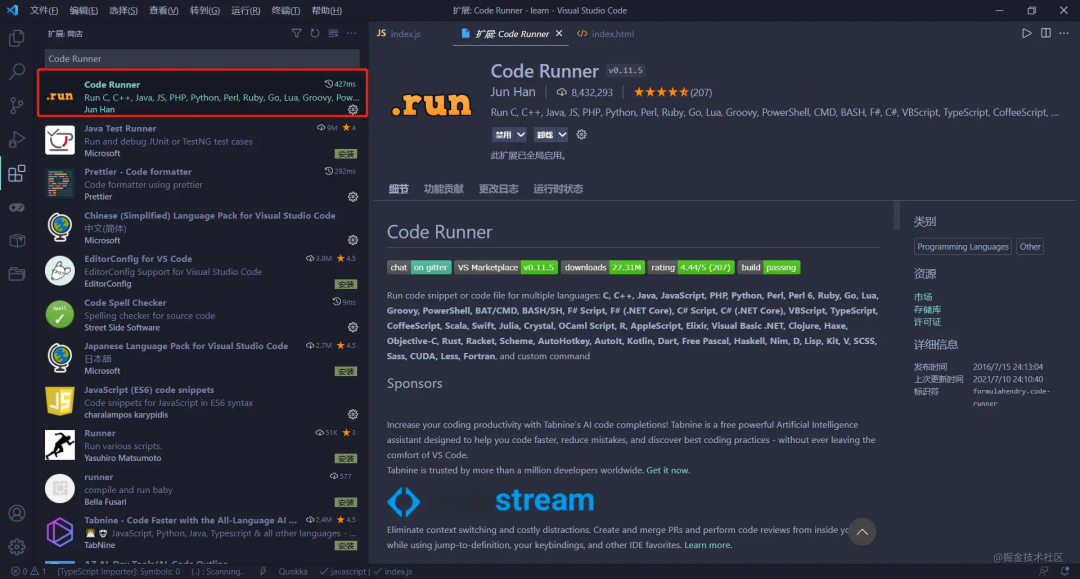 文件(F) 编辑(E) 选择(S) 查看(V) 转到(G) 运行(R) 终端(T) 帮助(H) 扩展: Code Runner - learn - Visual Studio Code
扩展: 商店
JS index.js 扩展: Code Runner index.html
Code Runner
Code Runner 427ms
.run
Run C, C++, Java, JS, PHP, Python, Perl, Ruby, Go, Lua, Groovy, Pow...
Jun Han
Java Test Runner 9M 4
Run and debug JUnit or TestNG test cases
Microsoft 安装
Prettier - Code formatter 292ms
Code formatter using prettier
Prettier
Chinese (Simplified) Language Pack for Visual Studio Code
中文(简体)
Microsoft
EditorConfig for VS Code 3.8M 4.5
EditorConfig Support for Visual Studio Code
EditorConfig 安装
Code Spell Checker 9ms
Spell
Spelling checker for source code
Street Side Software
Japanese Language Pack for Visual Studio Code 2.7M 4.5
日本語
Microsoft 安装
JavaScript (ES6) code snippets
JS
Code snippets for JavaScript in ES6 syntax
charalampos karypidis
Runner 51K 3
Run various scripts.
Yasuhiro Matsumoto 安装
runner 577
compile and run baby
Bella Fusari 安装
Tabnine - Code Faster with the All-Language AI ... 2.4M 4.5
JavaScript, Python, Java, Typescript & all other languages - ...
TabNine 安装
.run
Code Runner v0.11.5
Jun Han 8,432,293 (207)
Run C, C++, Java, JS, PHP, Python, Perl, Ruby, Go, Lua, Groovy, PowerShell, CMD, BASH, F#, C#, VBScript, TypeScript, CoffeeScript, ...
禁用 卸载
此扩展已全局启用。
细节 功能贡献 更改日志 运行时状态
Code Runner
chat on gitter VS Marketplace v0.11.5 downloads 27.31M rating 4.44/5 (207) build passing
Run code snippet or code file for multiple languages: C, C++, Java, JavaScript, PHP, Python, Perl, Perl 6, Ruby, Go, Lua,
Groovy, PowerShell, BAT/CMD, BASH/SH, F# Script, F# (.NET Core), C# Script, C# (.NET Core), VBScript, TypeScript,
CoffeeScript, Scala, Swift, Julia, Crystal, OCaml Script, R, AppleScript, Elixir, Visual Basic .NET, Clojure, Haxe,
Objective-C, Rust, Racket, Scheme, AutoHotkey, AutoIt, Kotlin, Dart, Free Pascal, Haskell, Nim, D, Lisp, Kit, V, SCSS,
Sass, CUDA, Less, Fortran, and custom command
Sponsors
Increase your coding productivity with Tabnine's AI code completions! Tabnine is a free powerful Artificial Intelligence
assistant designed to help you code faster, reduce mistakes, and discover best coding practices - without ever leaving the
comfort of VS Code.
Tabnine is trusted by more than a million developers worldwide. Get it now.
stream
Eliminate context switching and costly distractions. Create and merge PRs and perform code reviews from inside
while using jump-to-definition, your keybindings, and other IDE favorites. Learn more.
类别
Programming Languages Other
资源
市场
存储库
许可证
详细信息
发布时间 2016/7/15 24:13:04
上次更新时间 2021/7/10 24:10:40
标识符 formulahendry.code-
runner
@掘金技术社区
0 1 [TypeScript Importer]: Symbols: 0 {..} : Scanning.. Quokka javascript | index.js